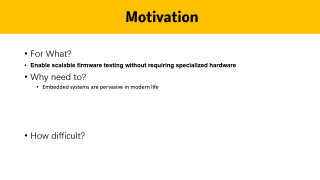 Motivation
• For What?
• Enable scalable firmware testing without requiring specialized hardware
• Why need to?
• Embedded systems are pervasive in modern life
• How difficult?